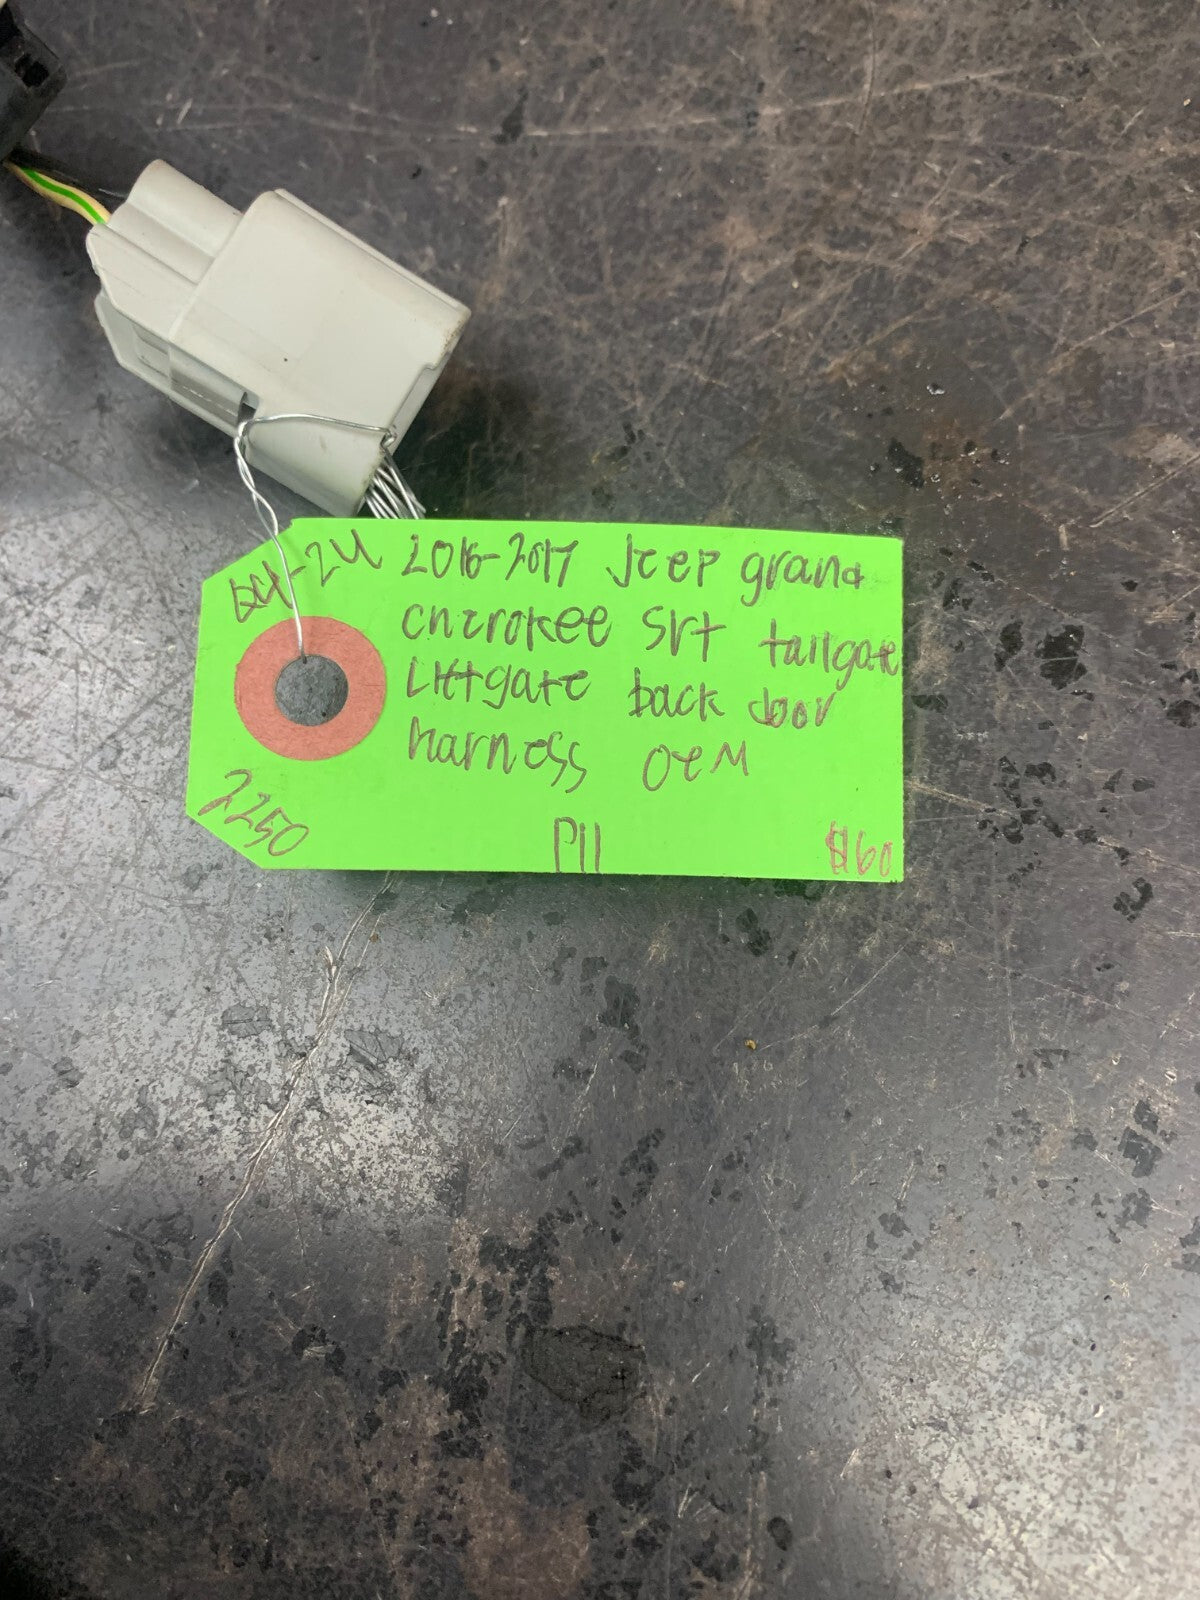 2016-2017 Jeep grand
cherokee Srt tailgate
Liftgate back door
harness OEM
2250
P11
$60